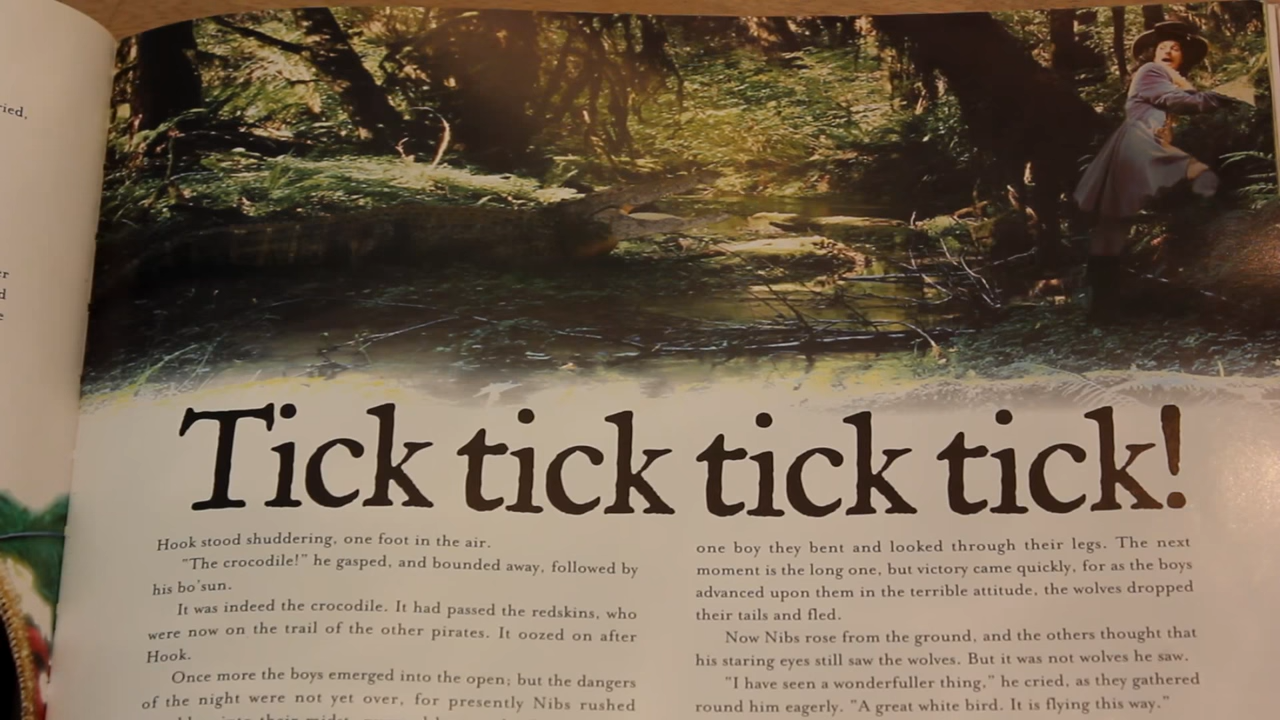 ried,
er
d
e
Tick tick tick tick!
Hook stood shuddering, one foot in the air.
"The crocodile!" he gasped, and bounded away, followed by
his bo'sun.
It was indeed the crocodile. It had passed the redskins, who
were now on the trail of the other pirates. It oozed on after
Hook.
Once more the boys emerged into the open; but the dangers
of the night were not yet over, for presently Nibs rushed
one boy they bent and looked through their legs. The next
moment is the long one, but victory came quickly, for as the boys
advanced upon them in the terrible attitude, the wolves dropped
their tails and fled.
Now Nibs rose from the ground, and the others thought that
his staring eyes still saw the wolves. But it was not wolves he saw.
"I have seen a wonderfuller thing," he cried, as they gathered
round him eagerly. "A great white bird. It is flying this way."